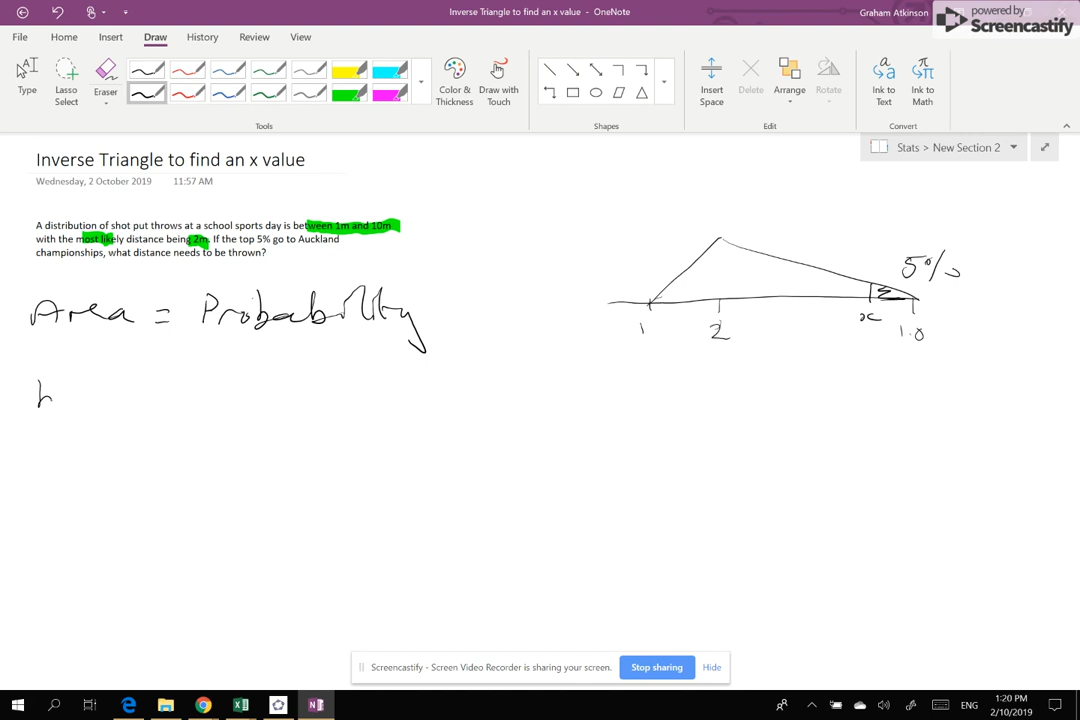 Inverse Triangle to find an x value - OneNote
Graham Atkinson
powered by
Screencastify
File Home Insert Draw History Review View
Type
Lasso Select
Eraser
Color & Thickness
Draw with Touch
Insert Space
Delete
Arrange
Rotate
Ink to Text
Ink to Math
Tools
Shapes
Edit
Convert
Inverse Triangle to find an x value
Stats > New Section 2
Wednesday, 2 October 2019 11:57 AM
A distribution of shot put throws at a school sports day is between 1m and 10m
with the most likely distance being 2m. If the top 5% go to Auckland
championships, what distance needs to be thrown?
5%
Area = Probability
1 2 x 10
h
Screencastify - Screen Video Recorder is sharing your screen. Stop sharing Hide
ENG
1:20 PM
2/10/2019